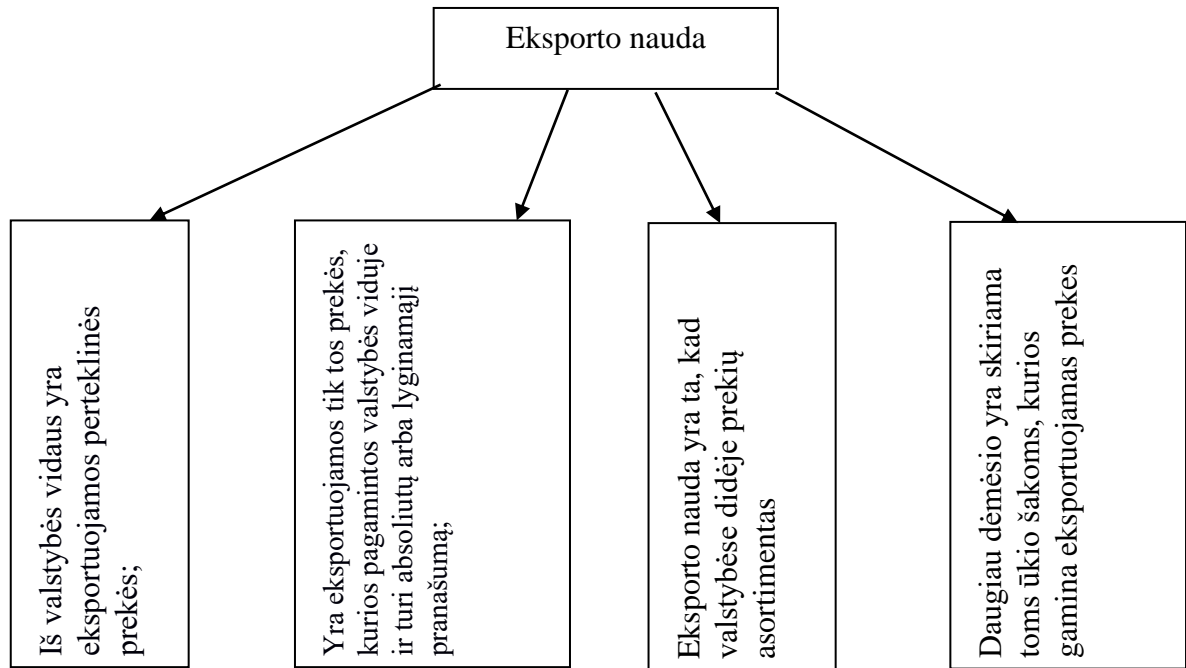 Eksporto nauda
Iš valstybės vidaus yra
eksportuojamos perteklinės
prekės;
Yra eksportuojamos tik tos prekės,
kurios pagamintos valstybės viduje
ir turi absoliutų arba lyginamąjį
pranašumą;
Eksporto nauda yra ta, kad
valstybėse didėje prekių
asortimentas
Daugiau dėmėsio yra skiriama
toms ūkio šakoms, kurios
gamina eksportuojamas prekes